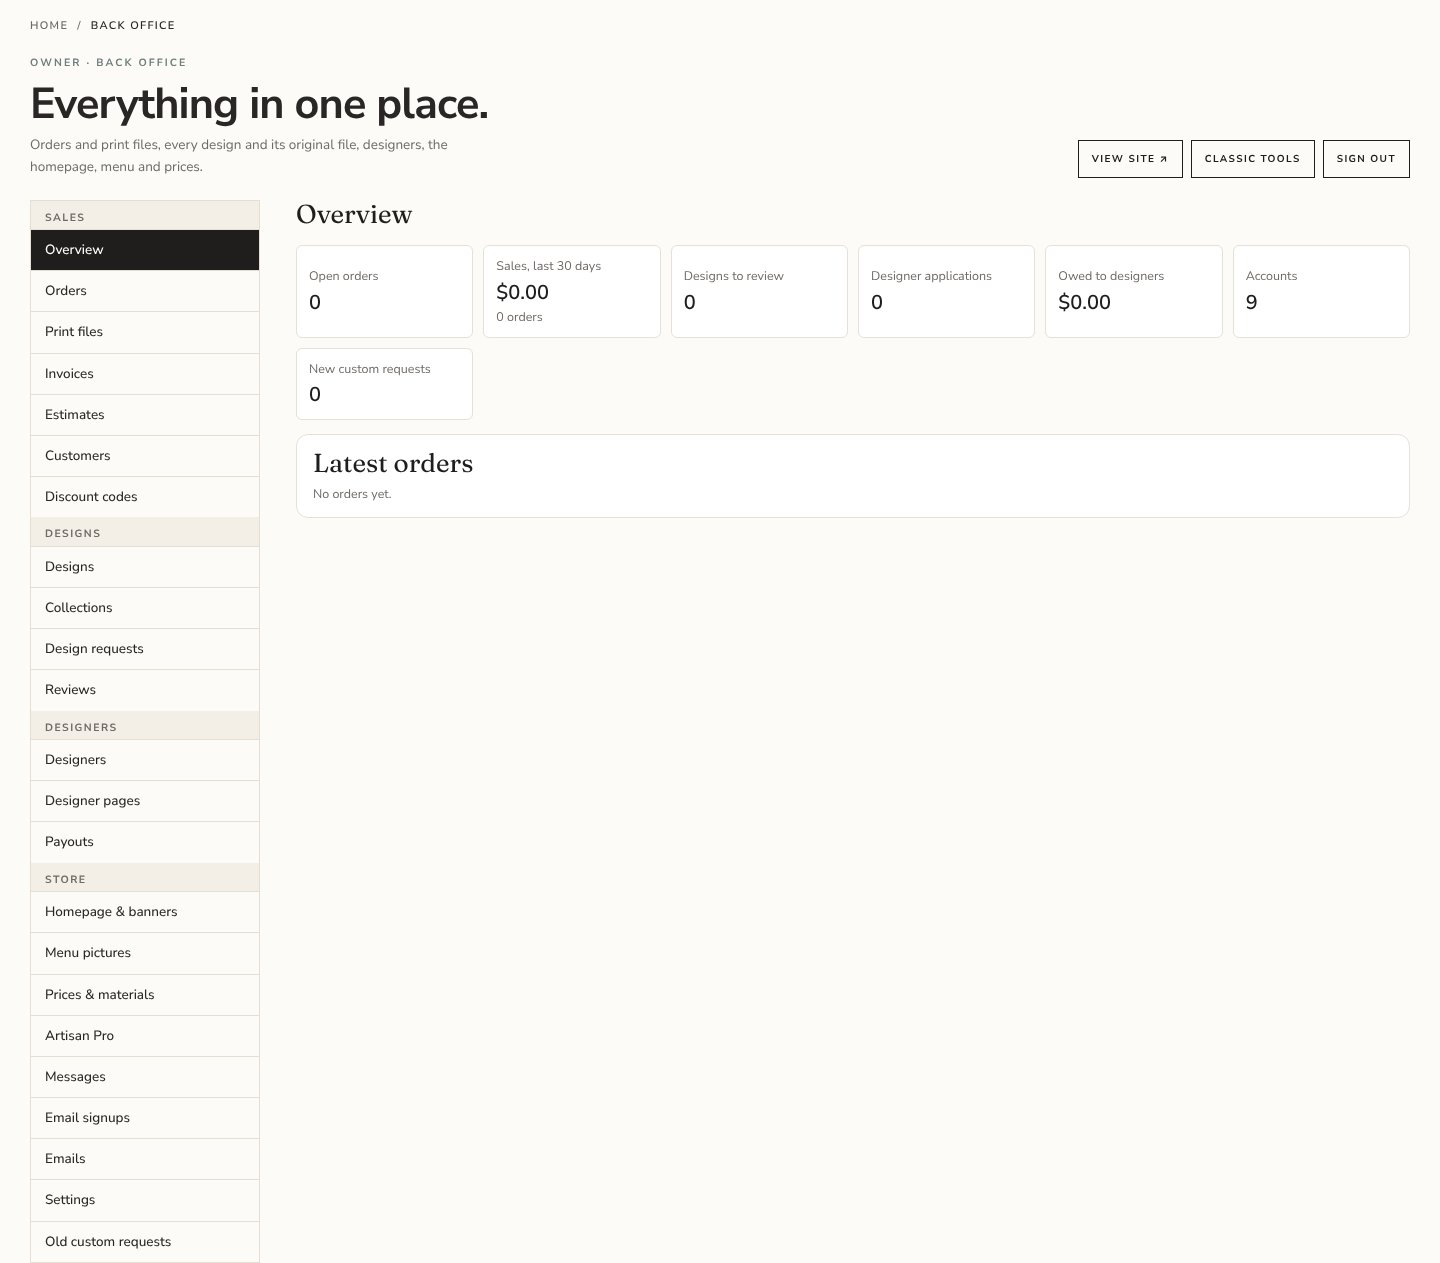 HOME / BACK OFFICE
OWNER · BACK OFFICE
Everything in one place.
Orders and print files, every design and its original file, designers, the
homepage, menu and prices.
VIEW SITE ↗
CLASSIC TOOLS
SIGN OUT
SALES
Overview
Orders
Print files
Invoices
Estimates
Customers
Discount codes
DESIGNS
Designs
Collections
Design requests
Reviews
DESIGNERS
Designers
Designer pages
Payouts
STORE
Homepage & banners
Menu pictures
Prices & materials
Artisan Pro
Messages
Email signups
Emails
Settings
Old custom requests
Overview
Open orders
0
Sales, last 30 days
$0.00
0 orders
Designs to review
0
Designer applications
0
Owed to designers
$0.00
Accounts
9
New custom requests
0
Latest orders
No orders yet.